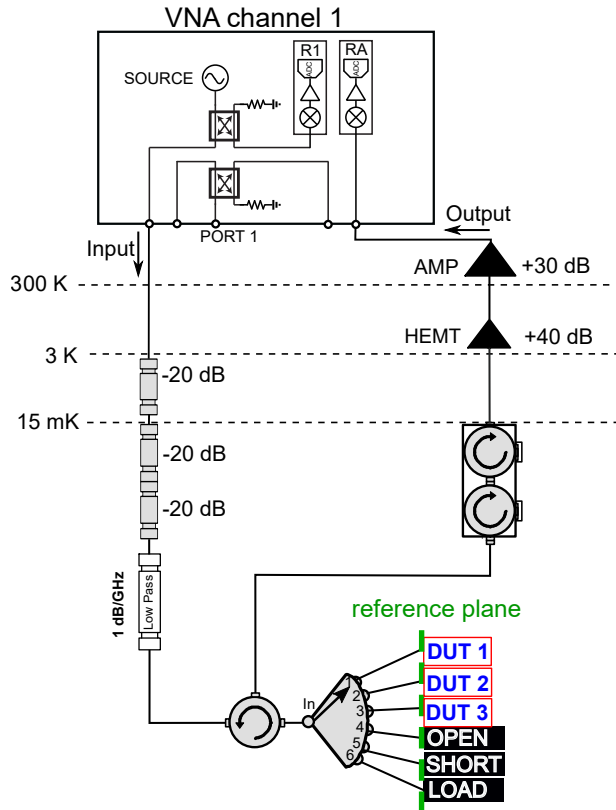 VNA channel 1
R1
RA
ADC
ADC
SOURCE
PORT 1
Input
Output
AMP
+30 dB
300 K
HEMT
+40 dB
3 K
-20 dB
15 mK
-20 dB
-20 dB
1 dB/GHz
Low Pass
reference plane
In
1
2
3
4
5
6
DUT 1
DUT 2
DUT 3
OPEN
SHORT
LOAD